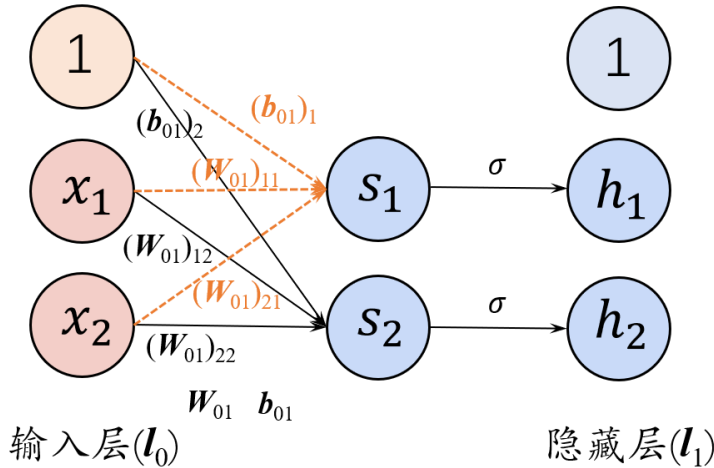 1 1
(b₀₁)₂ (b₀₁)₁
x₁ (W₀₁)₁₁ s₁ σ h₁
(W₀₁)₁₂
x₂ (W₀₁)₂₁ s₂ σ h₂
(W₀₁)₂₂
W₀₁ b₀₁
输入层(l₀) 隐藏层(l₁)